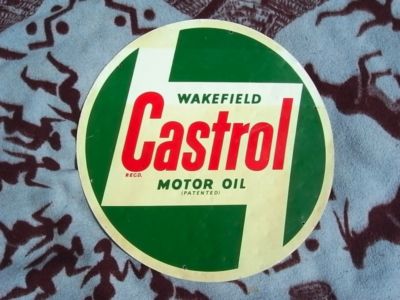 WAKEFIELD
Castrol
REGD.
MOTOR OIL
(PATENTED)